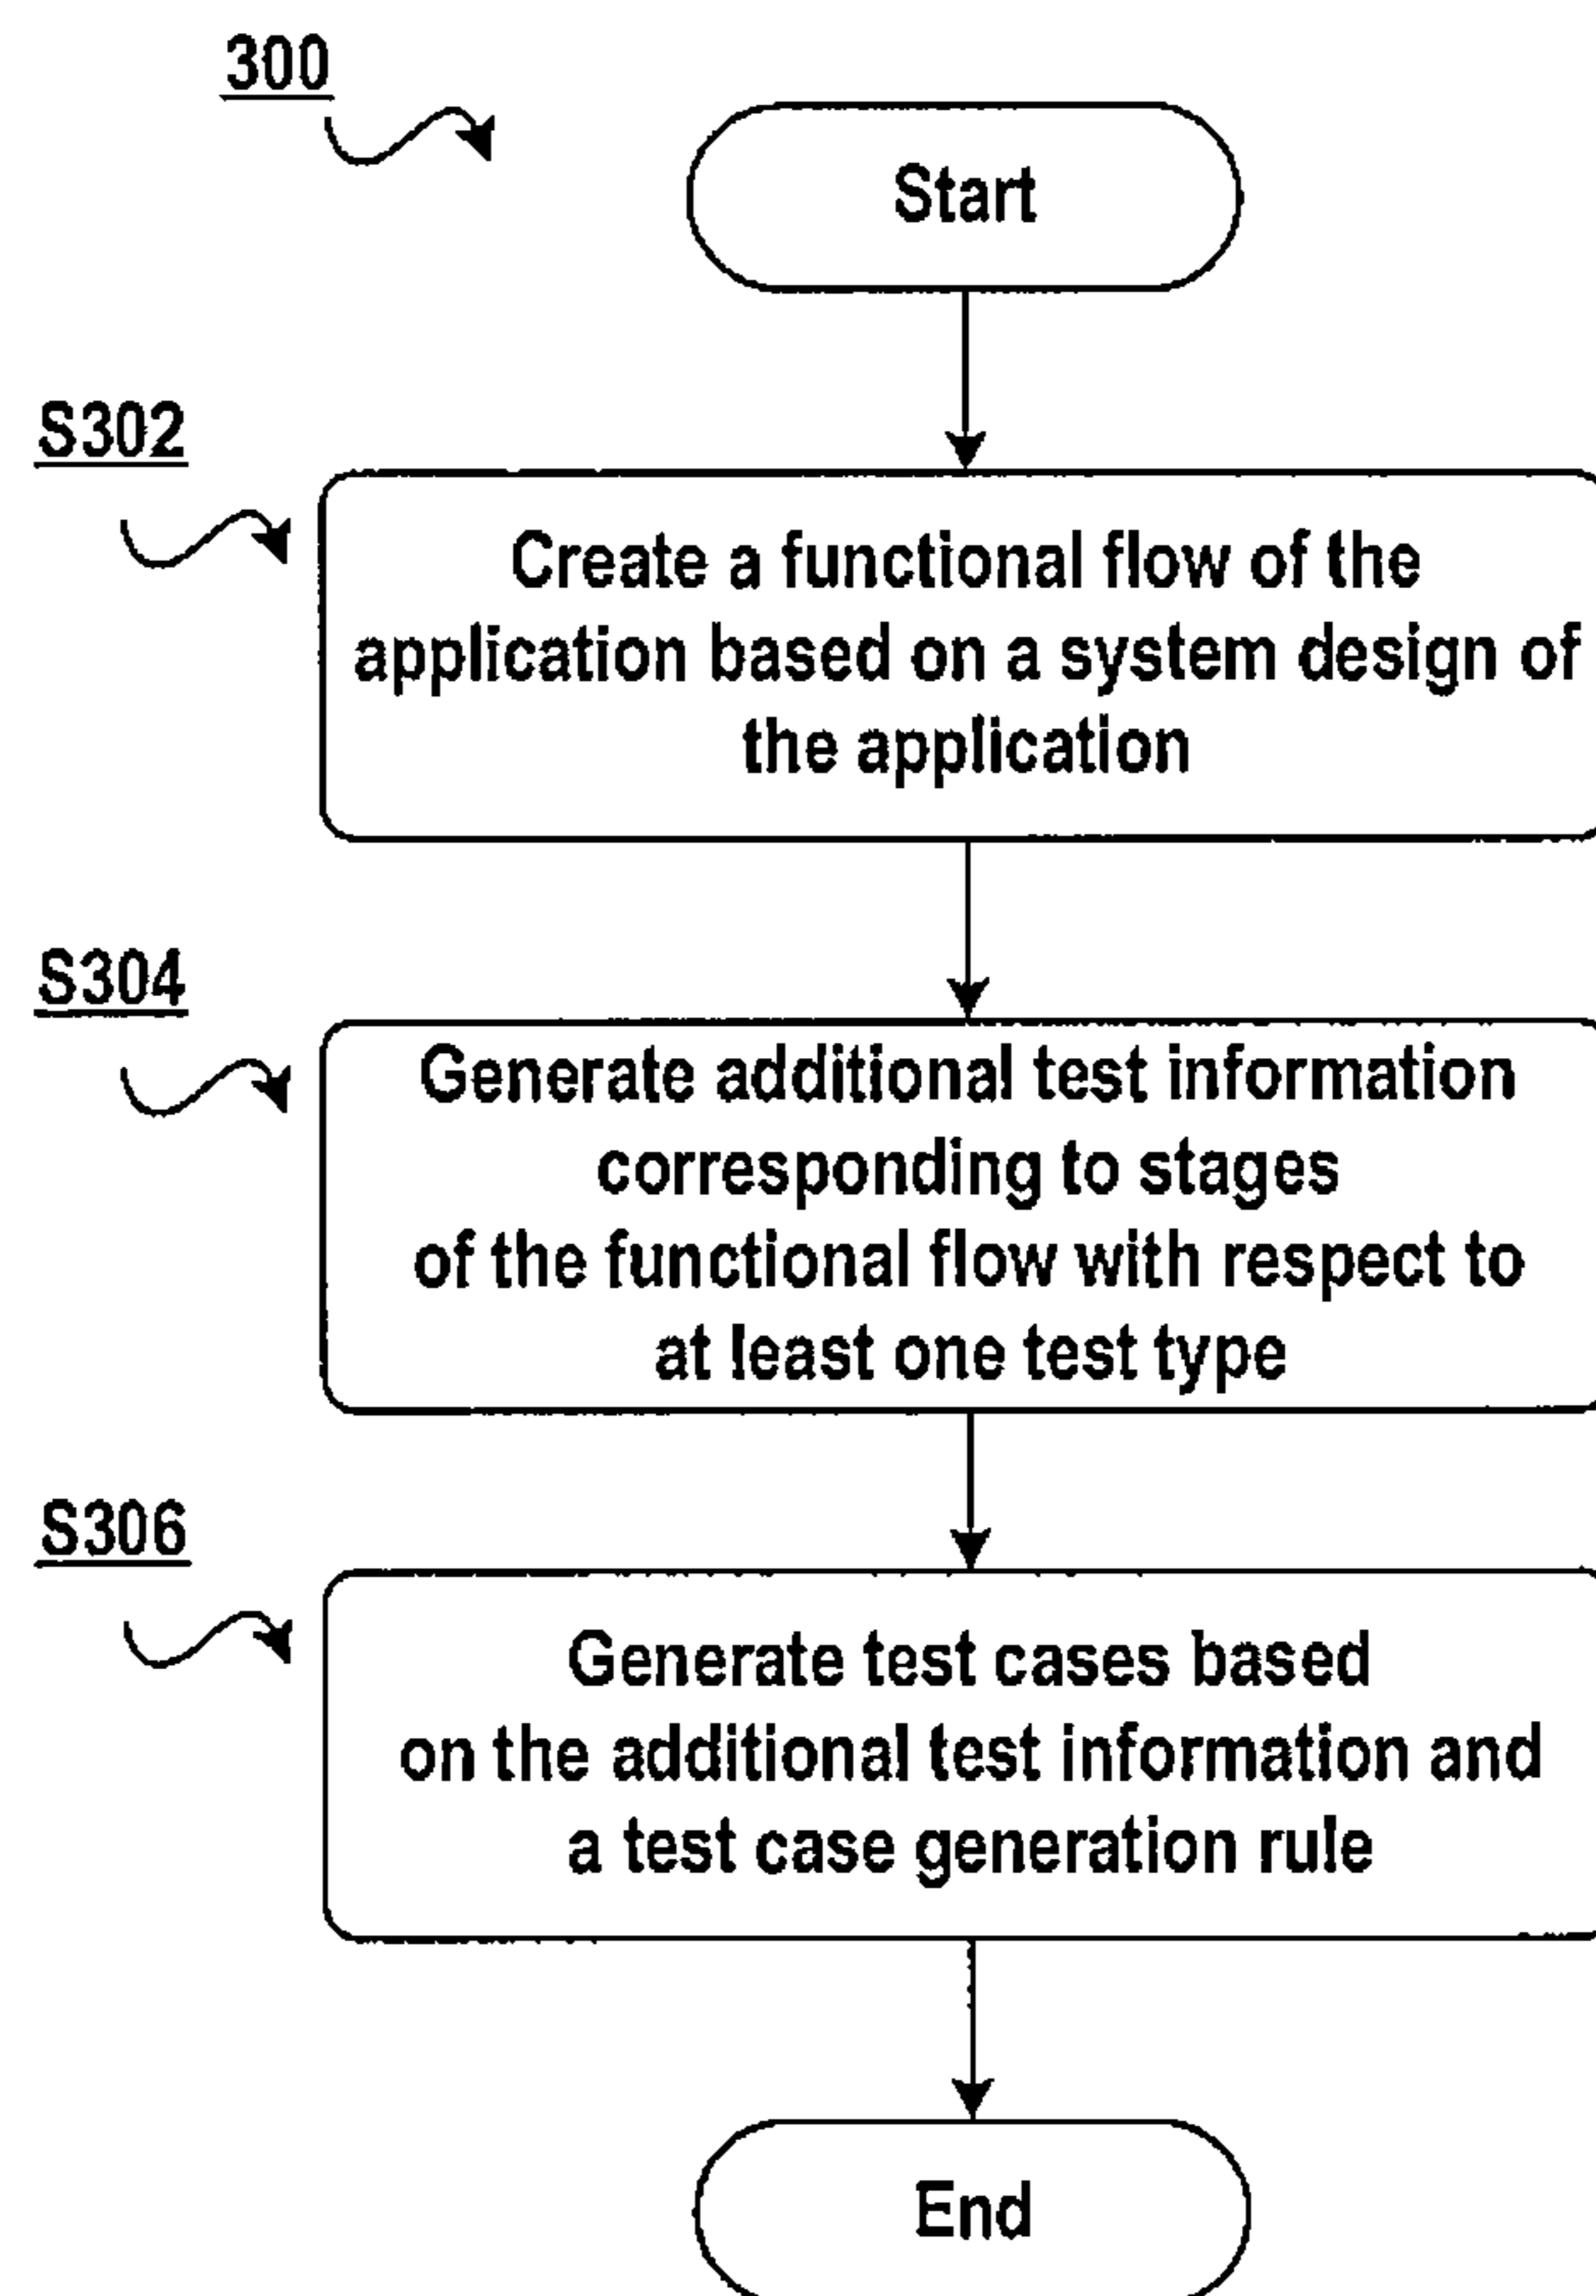 300
Start
S302
Create a functional flow of the
application based on a system design of
the application
S304
Generate additional test information
corresponding to stages
of the functional flow with respect to
at least one test type
S306
Generate test cases based
on the additional test information and
a test case generation rule
End